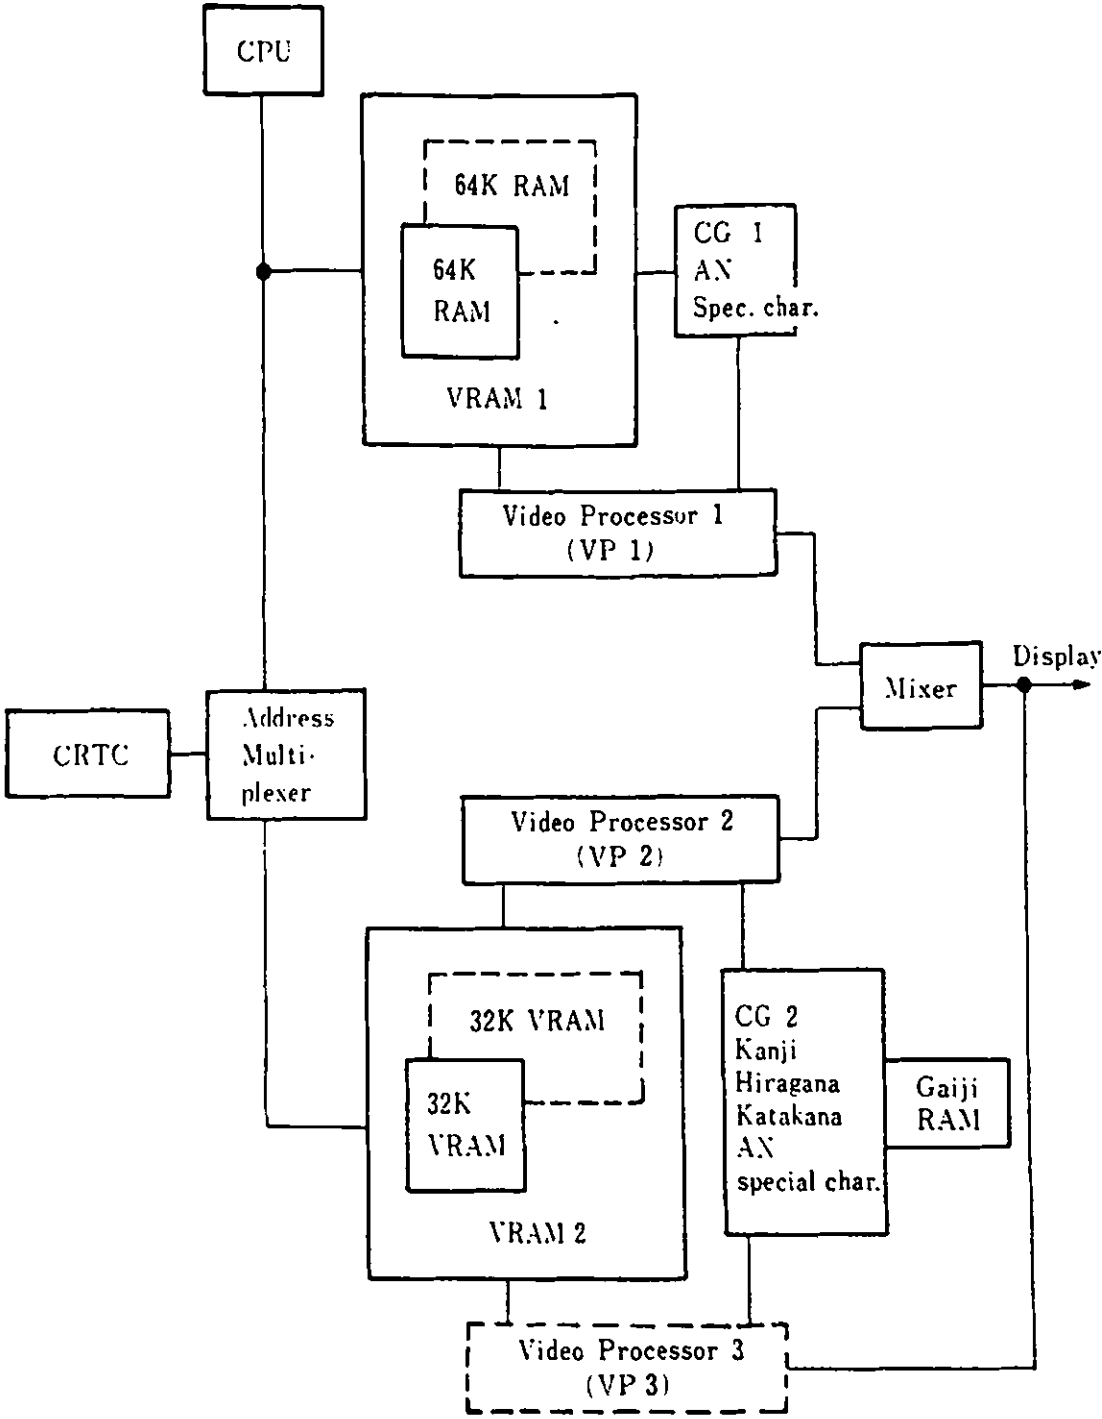 CPU
64K RAM
64K
RAM
VRAM 1
CG 1
AN
Spec. char.
Video Processor 1
(VP 1)
Display
Mixer
Address
Multi-
plexer
CRTC
Video Processor 2
(VP 2)
32K VRAM
32K
VRAM
VRAM 2
CG 2
Kanji
Hiragana
Katakana
AN
special char.
Gaiji
RAM
Video Processor 3
(VP 3)